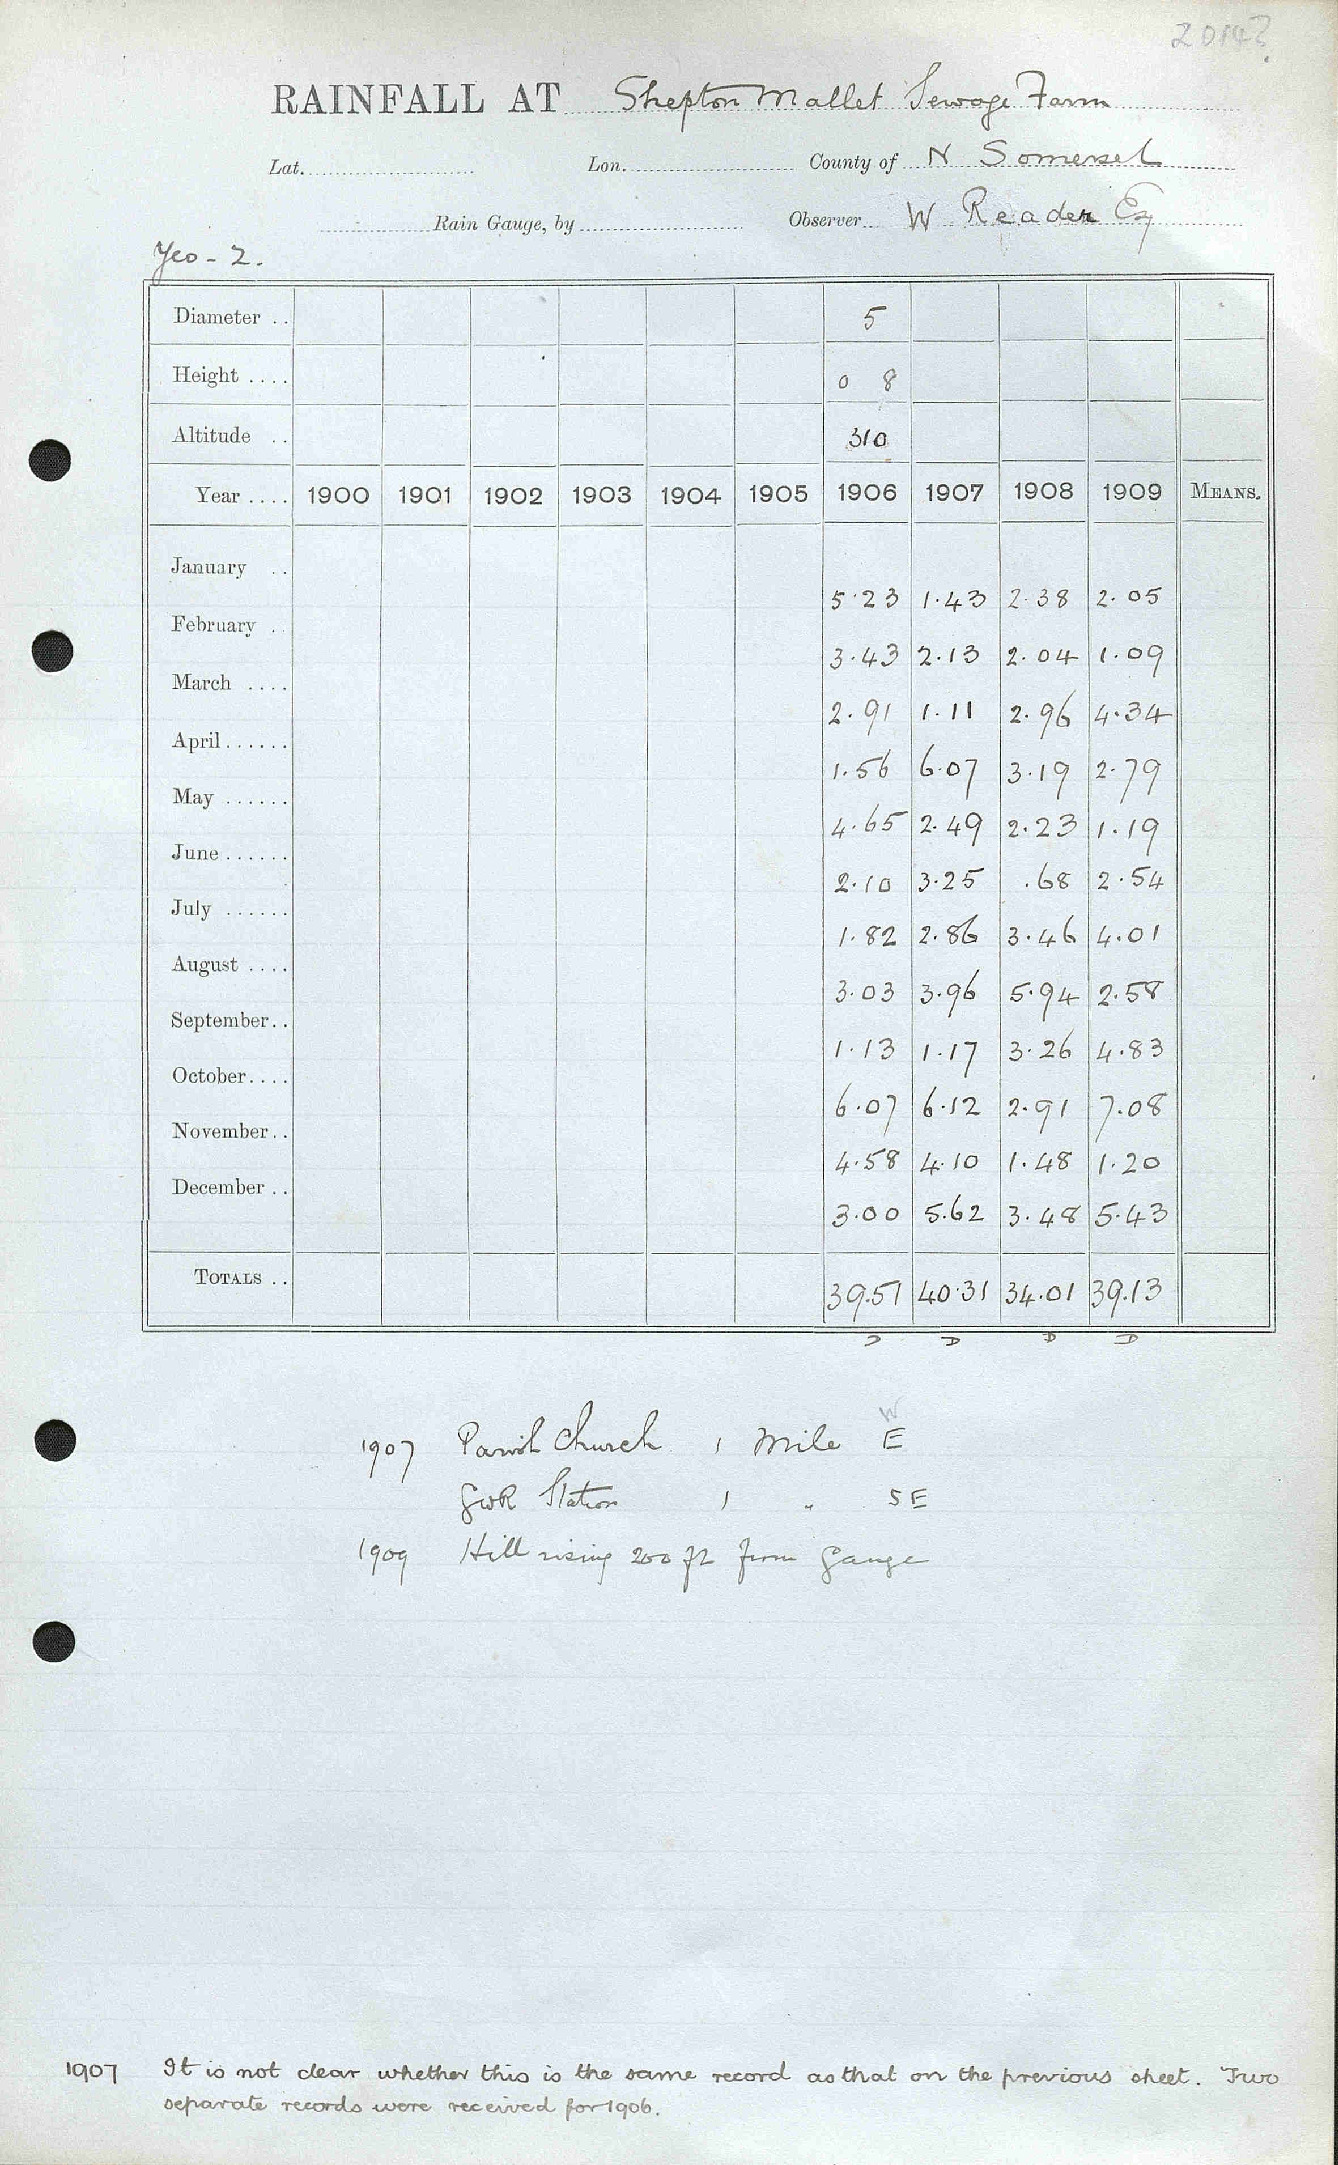 20142
RAINFALL AT Shepton Mallet Sewage Farm
Lat. Lon. County of N Somerset
Rain Gauge, by Observer W Reader Esq
Yeo - 2.
Diameter .. 5
Height .... 0 8
Altitude .. 310
Year .... 1900 1901 1902 1903 1904 1905 1906 1907 1908 1909 MEANS.
January .. 5.23 1.43 2.38 2.05
February .. 3.43 2.13 2.04 1.09
March .... 2.91 1.11 2.96 4.34
April ...... 1.56 6.07 3.19 2.79
May ...... 4.65 2.49 2.23 1.19
June ...... 2.10 3.25 .68 2.54
July ...... 1.82 2.86 3.46 4.01
August .... 3.03 3.96 5.94 2.58
September.. 1.13 1.17 3.26 4.83
October.... 6.07 6.12 2.91 7.08
November.. 4.58 4.10 1.48 1.20
December .. 3.00 5.62 3.48 5.43
TOTALS .. 39.51 40.31 34.01 39.13
D D D D
W
1907 Parish Church 1 Mile E
GWR Station 1 " SE
1909 Hill rising 200 ft from gauge
1907 It is not clear whether this is the same record as that on the previous sheet. Two
separate records were received for 1906.